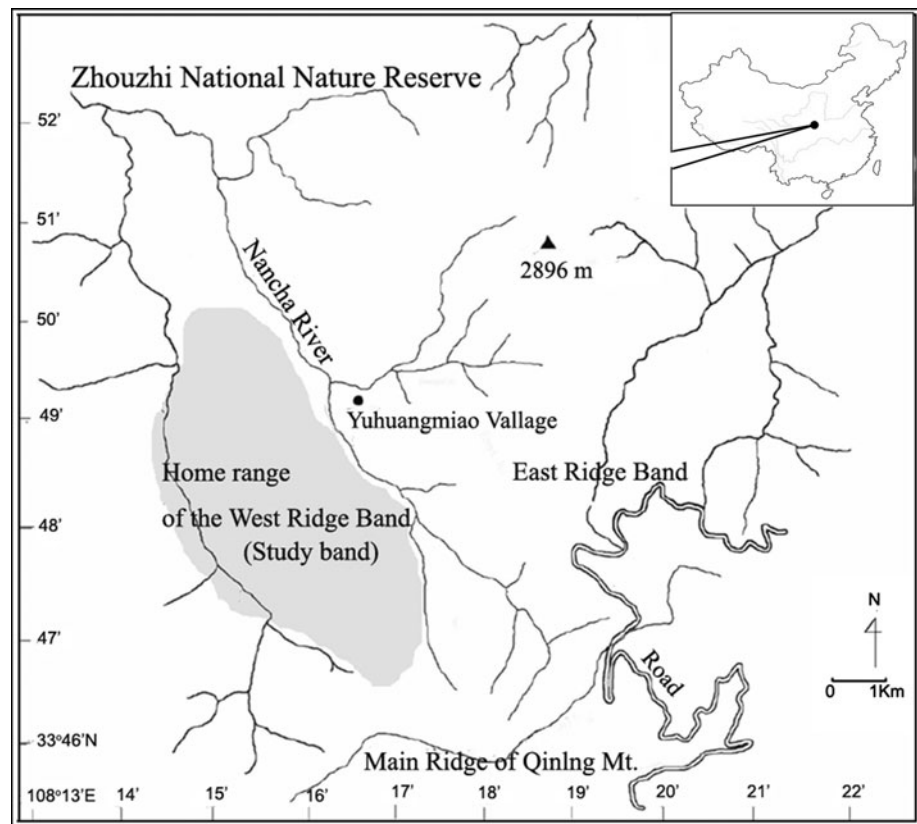 Zhouzhi National Nature Reserve
52'
51'
50'
49'
48'
47'
33°46'N
Nancha River
2896 m
Yuhuangmiao Vallage
East Ridge Band
Home range
of the West Ridge Band
(Study band)
Road
N
0 1Km
Main Ridge of Qinlng Mt.
108°13'E 14' 15' 16' 17' 18' 19' 20' 21' 22'